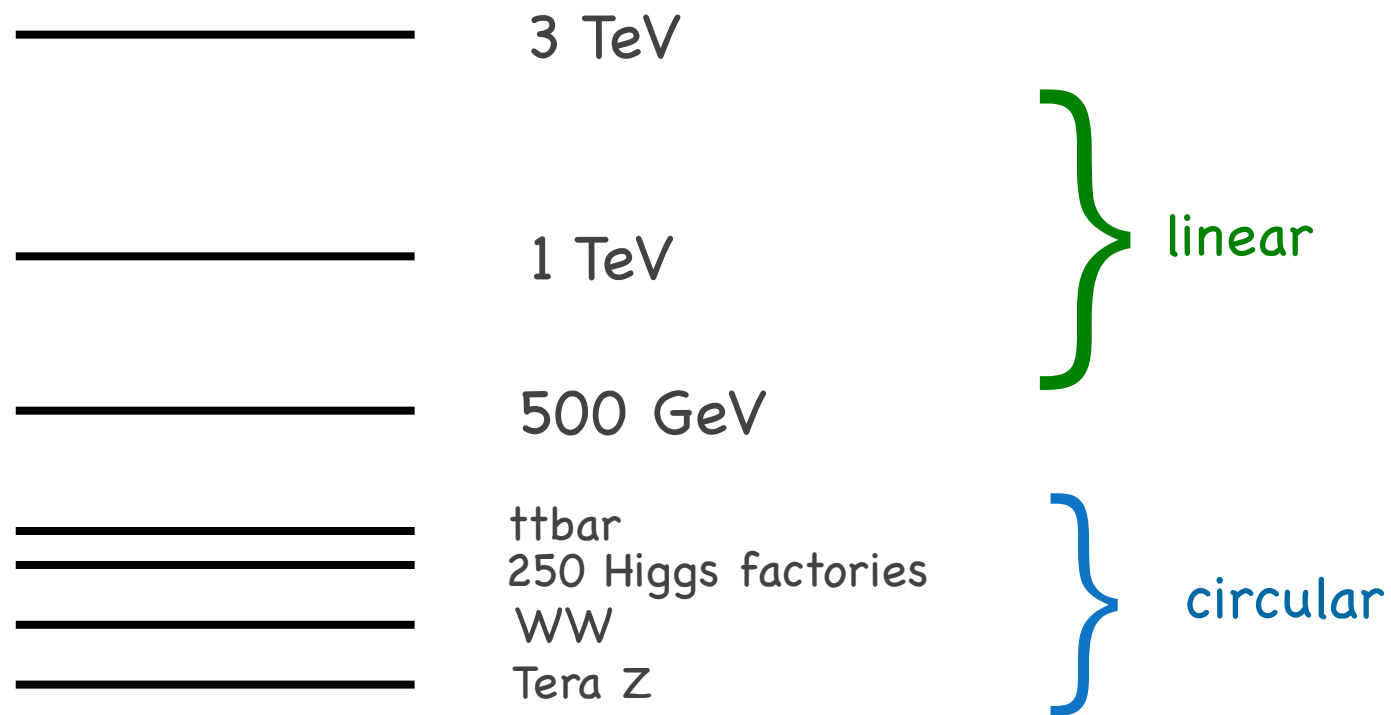 3 TeV
1 TeV
linear
500 GeV
ttbar
250 Higgs factories
WW
circular
Tera Z